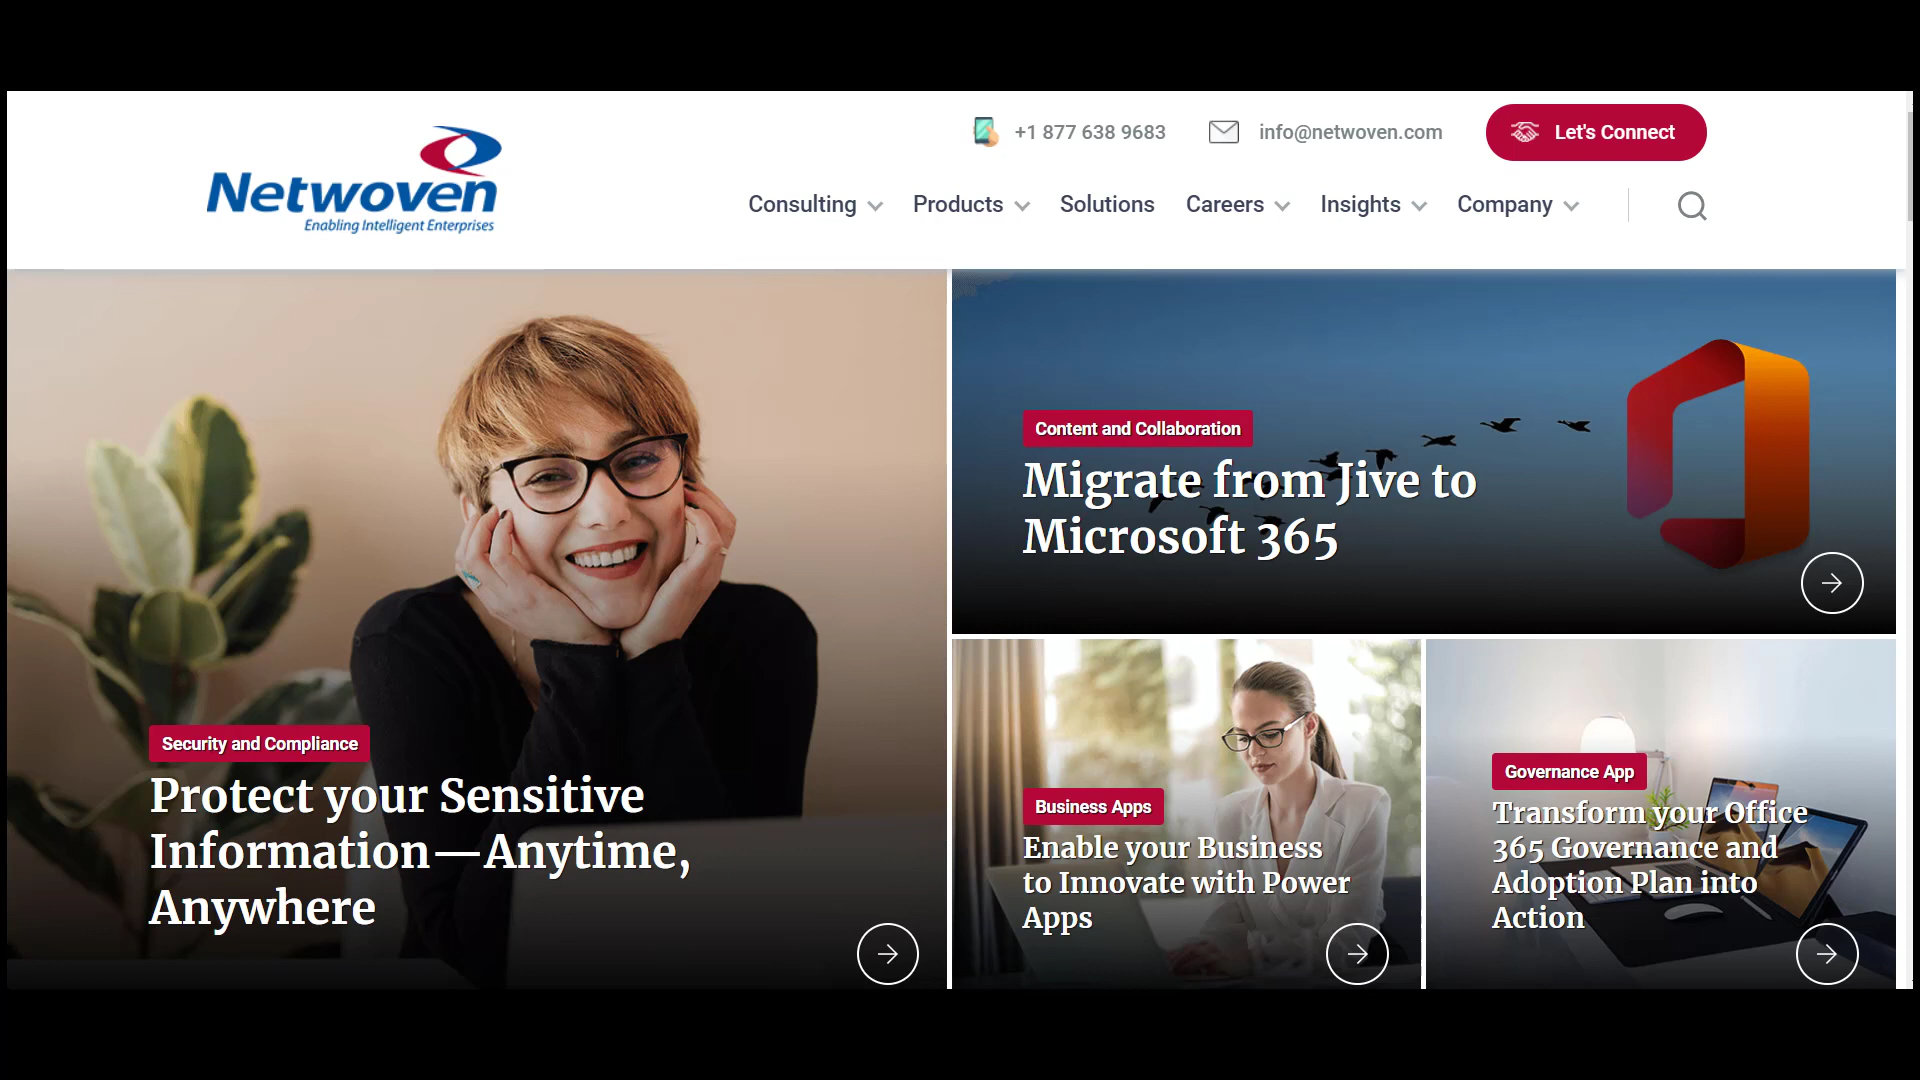 Netwoven
Enabling Intelligent Enterprises
+1 877 638 9683
info@netwoven.com
Let's Connect
Consulting
Products
Solutions
Careers
Insights
Company
Security and Compliance
Protect your Sensitive
Information—Anytime,
Anywhere
Content and Collaboration
Migrate from Jive to
Microsoft 365
Business Apps
Enable your Business
to Innovate with Power
Apps
Governance App
Transform your Office
365 Governance and
Adoption Plan into
Action